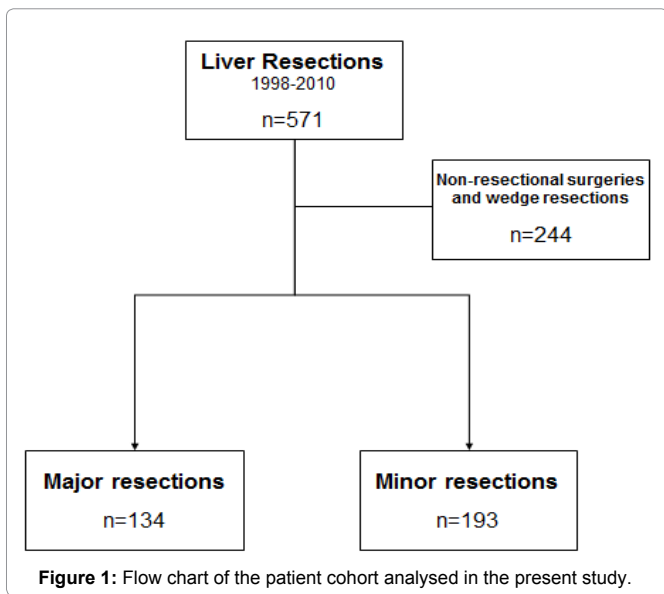 Liver Resections
1998-2010
n=571
Non-resectional surgeries
and wedge resections
n=244
Major resections
n=134
Minor resections
n=193
Figure 1: Flow chart of the patient cohort analysed in the present study.